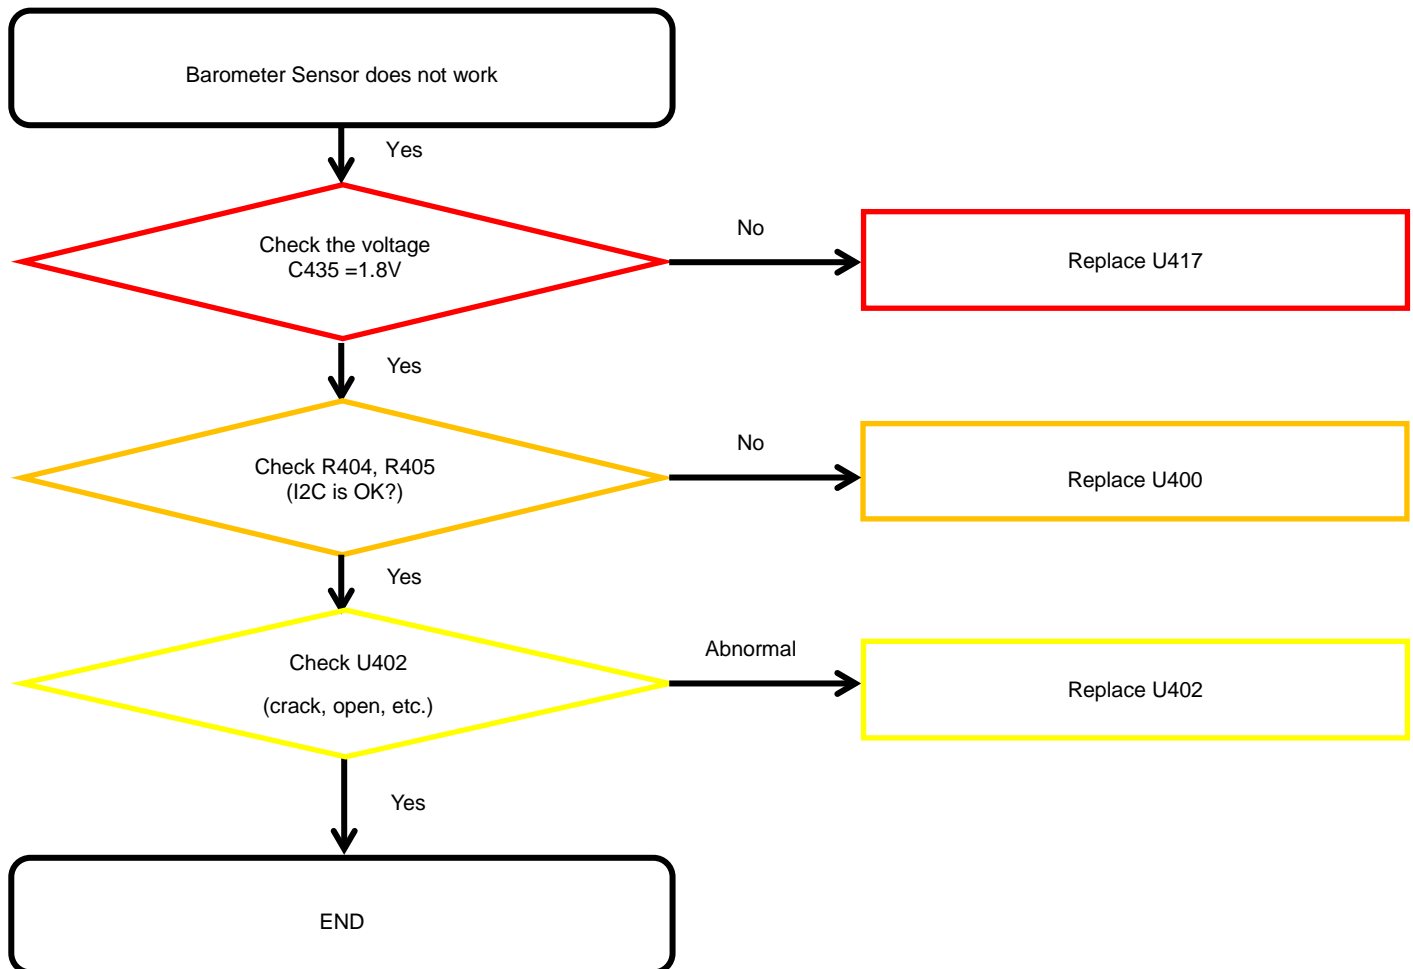 Barometer Sensor does not work
Yes
Check the voltage
C435 =1.8V
No
Replace U417
Yes
Check R404, R405
(I2C is OK?)
No
Replace U400
Yes
Check U402
(crack, open, etc.)
Abnormal
Replace U402
Yes
END